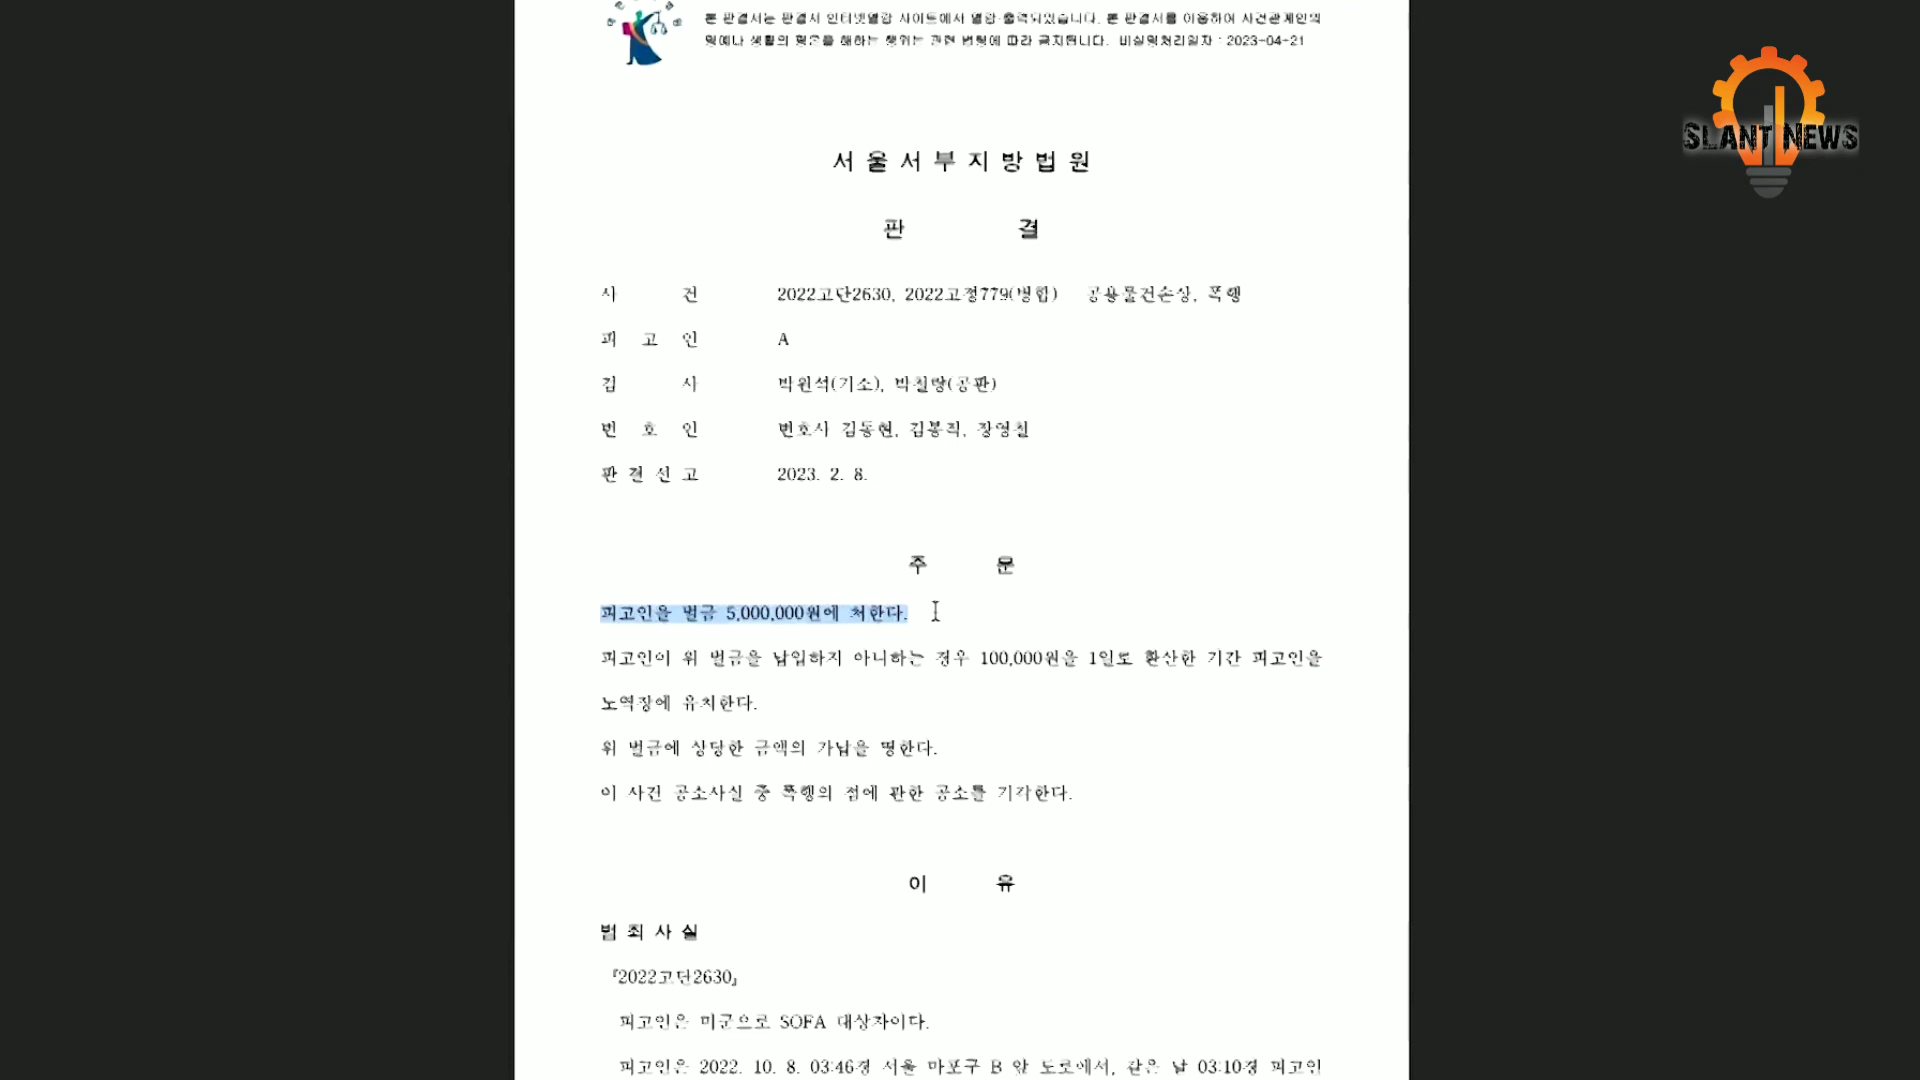 본 판결서는 판결서 인터넷열람 사이트에서 열람·출력되었습니다. 본 판결서를 이용하여 사건관계인의
명예나 생활의 평온을 해하는 행위는 관련 법령에 따라 금지됩니다. 비실명처리일자 : 2023-04-21
SLANT NEWS
서울서부지방법원
판 결
사 건 2022고단2630, 2022고정779(병합) 공용물건손상, 폭행
피 고 인 A
검 사 박원석(기소), 박철량(공판)
변 호 인 변호사 김동현, 김봉직, 장영철
판 결 선 고 2023. 2. 8.
주 문
피고인을 벌금 5,000,000원에 처한다.
피고인이 위 벌금을 납입하지 아니하는 경우 100,000원을 1일로 환산한 기간 피고인을
노역장에 유치한다.
위 벌금에 상당한 금액의 가납을 명한다.
이 사건 공소사실 중 폭행의 점에 관한 공소를 기각한다.
이 유
범 죄 사 실
『2022고단2630』
피고인은 미군으로 SOFA 대상자이다.
피고인은 2022. 10. 8. 03:46경 서울 마포구 B 앞 도로에서, 같은 날 03:10경 피고인